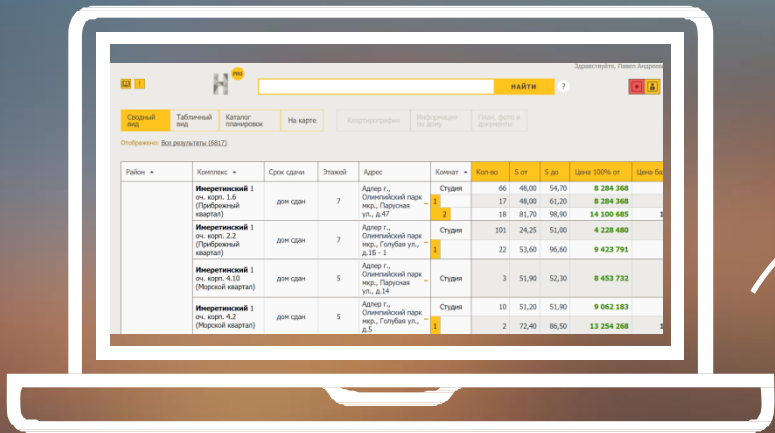 Здравствуйте, Павел Андреев
PRO
НАЙТИ ?
Сводный вид
Табличный вид
Каталог планировок
На карте
Квартирография
Информация по дому
План, фото и документы
Отображено: Все результаты (6817)
Район Комплекс Срок сдачи Этажей Адрес Комнат Кол-во S от S до Цена 100% от Цена ба
Имеретинский 1 Адлер г., Студия 66 48,00 54,70 8 284 368
оч. корп. 1.6 дом сдан 7 Олимпийский парк 1 17 48,00 61,20 8 284 368
(Прибрежный мкр., Парусная
квартал) ул., д.47 2 18 81,70 98,90 14 100 685 1
Имеретинский 1 Адлер г., Студия 101 24,25 51,00 4 228 480
оч. корп. 2.2 дом сдан 7 Олимпийский парк
(Прибрежный мкр., Голубая ул., 1 22 53,60 96,60 9 423 791
квартал) д.1Б - 1
Имеретинский 1 Адлер г.,
оч. корп. 4.10 дом сдан 5 Олимпийский парк Студия 3 51,90 52,30 8 453 732
(Морской квартал) мкр., Парусная
ул., д.14
Имеретинский 1 Адлер г., Студия 10 51,20 51,90 9 062 183
оч. корп. 4.2 дом сдан 5 Олимпийский парк
(Морской квартал) мкр., Голубая ул., 1 2 72,40 86,50 13 254 268 1
д.5